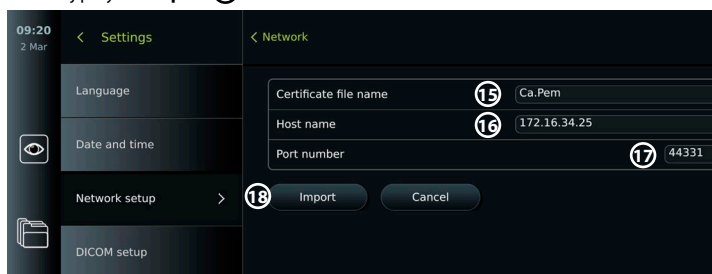 09:20
2 Mar
< Settings
< Network
Language
Date and time
Network setup >
DICOM setup
Certificate file name 15 Ca.Pem
Host name 16 172.16.34.25
Port number 17 44331
18 Import Cancel